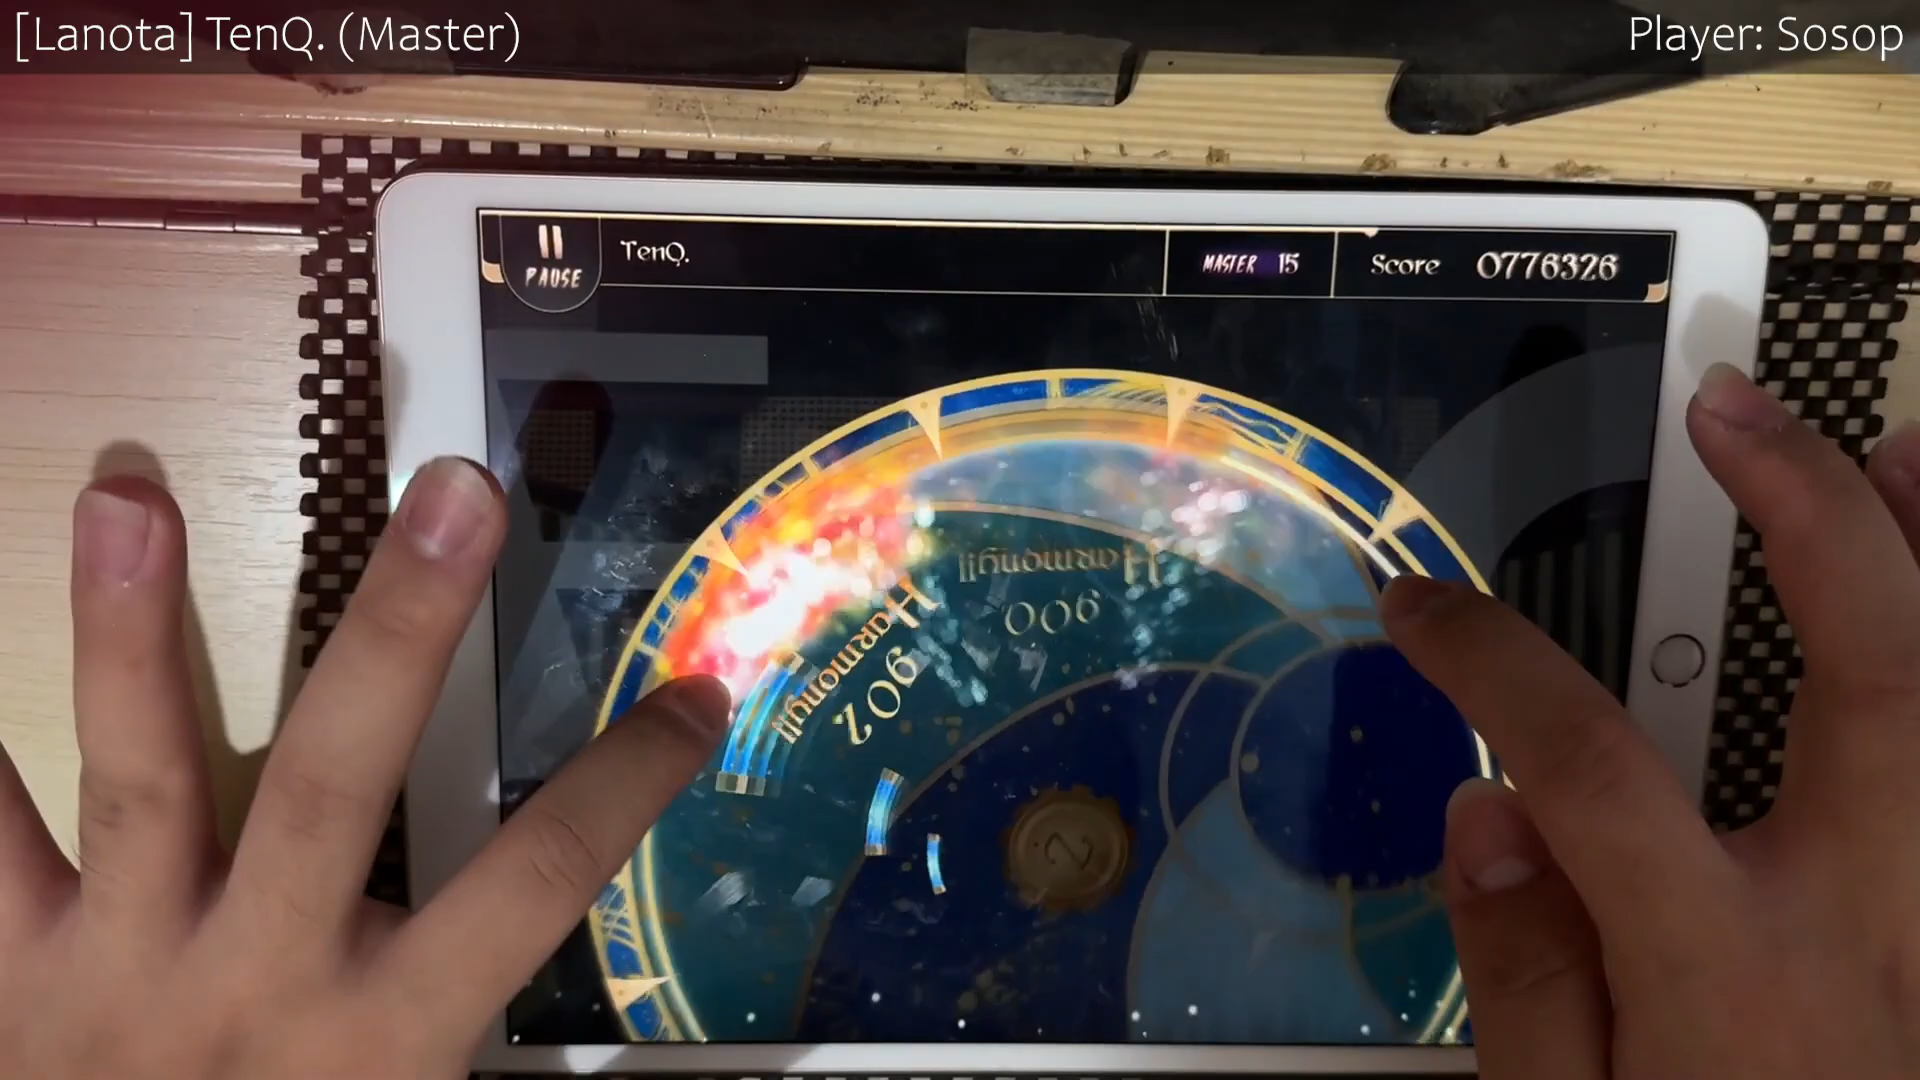 [Lanota] TenQ. (Master)
Player: Sosop
PAUSE
TenQ.
MASTER 15
Score 0776326
Harmony!!
900
Harmony!!
902